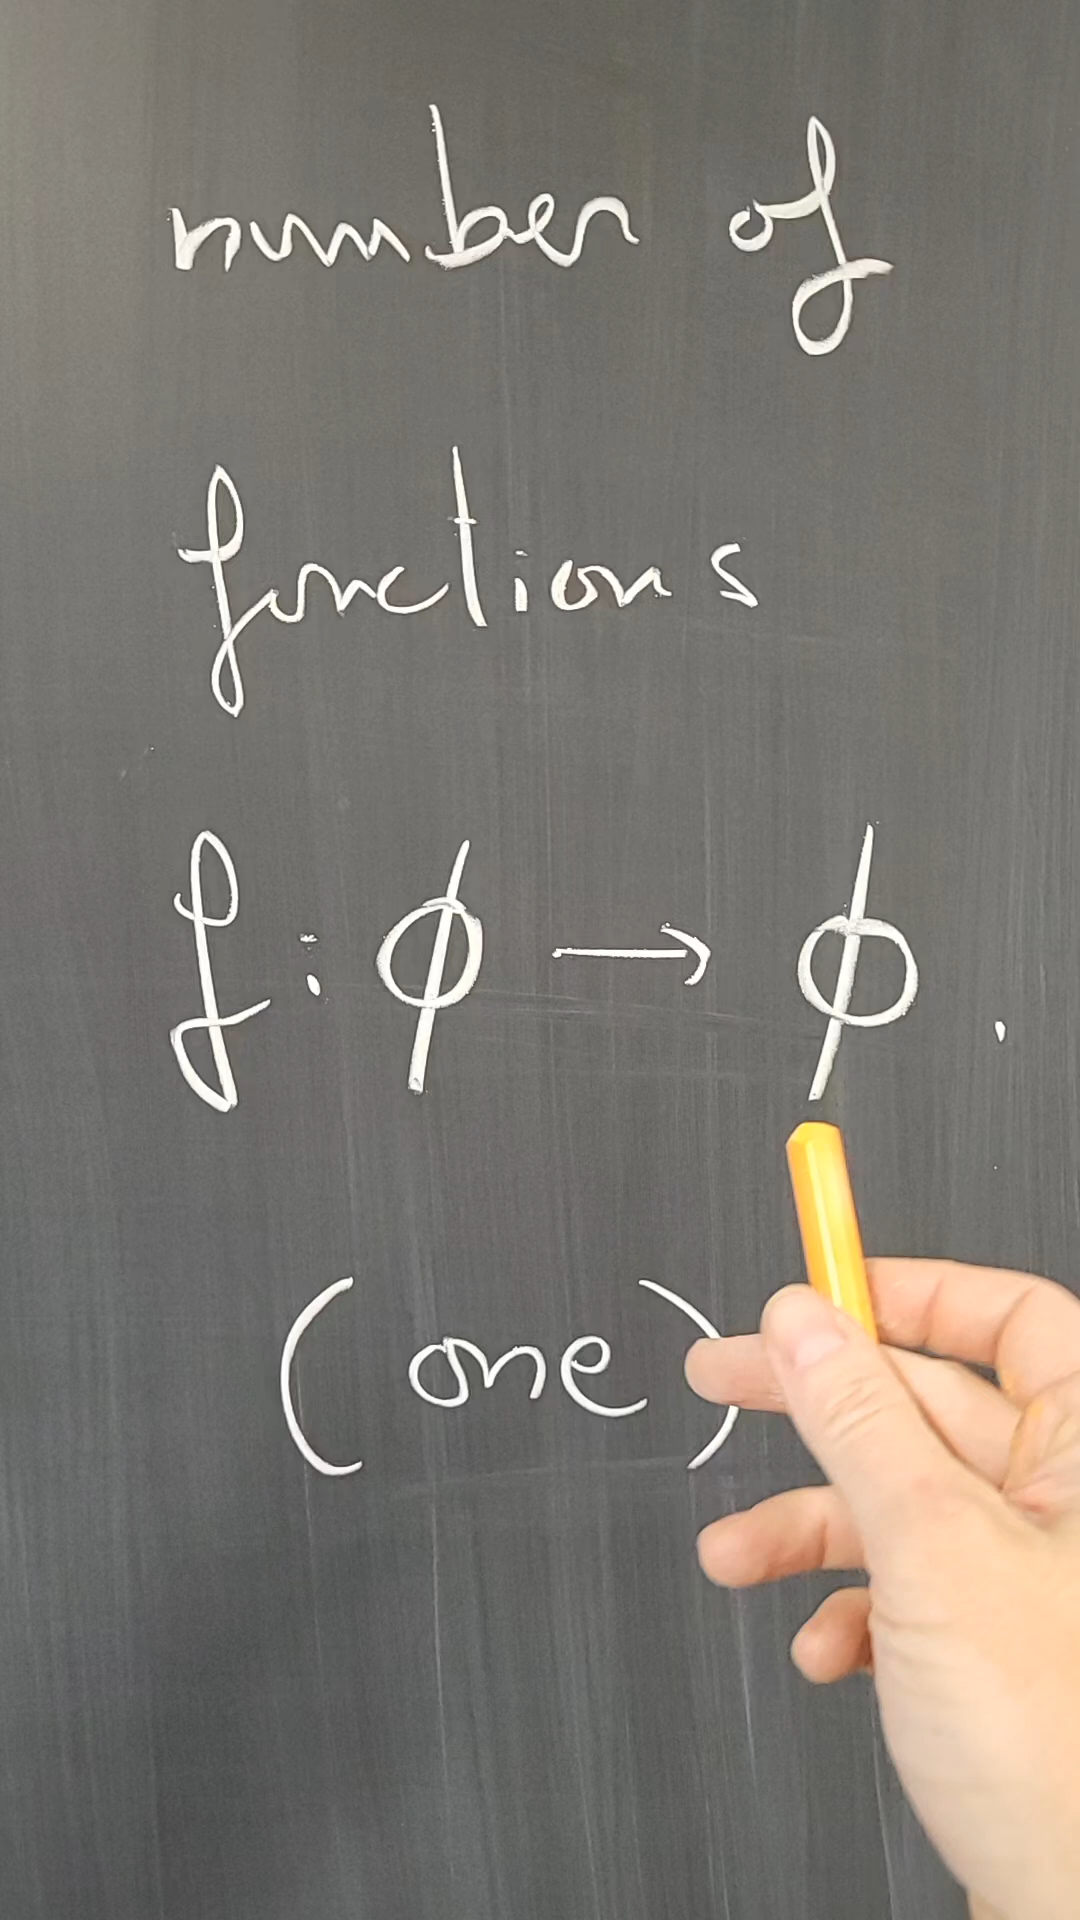 number of
functions
f : ϕ → ϕ .
(one)